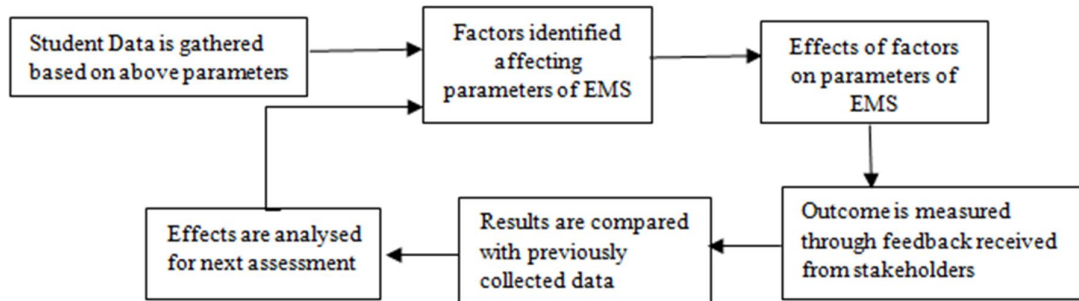 Student Data is gathered
based on above parameters
Factors identified
affecting
parameters of EMS
Effects of factors
on parameters of
EMS
Outcome is measured
through feedback received
from stakeholders
Results are compared
with previously
collected data
Effects are analysed
for next assessment